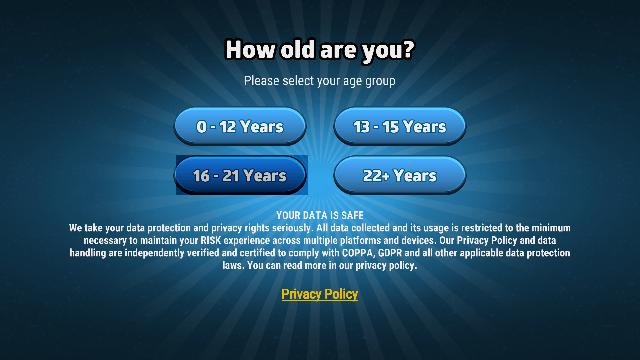 How old are you?
Please select your age group
0 - 12 Years
13 - 15 Years
16 - 21 Years
22+ Years
YOUR DATA IS SAFE
We take your data protection and privacy rights seriously. All data collected and its usage is restricted to the minimum
necessary to maintain your RISK experience across multiple platforms and devices. Our Privacy Policy and data
handling are independently verified and certified to comply with COPPA, GDPR and all other applicable data protection
laws. You can read more in our privacy policy.
Privacy Policy